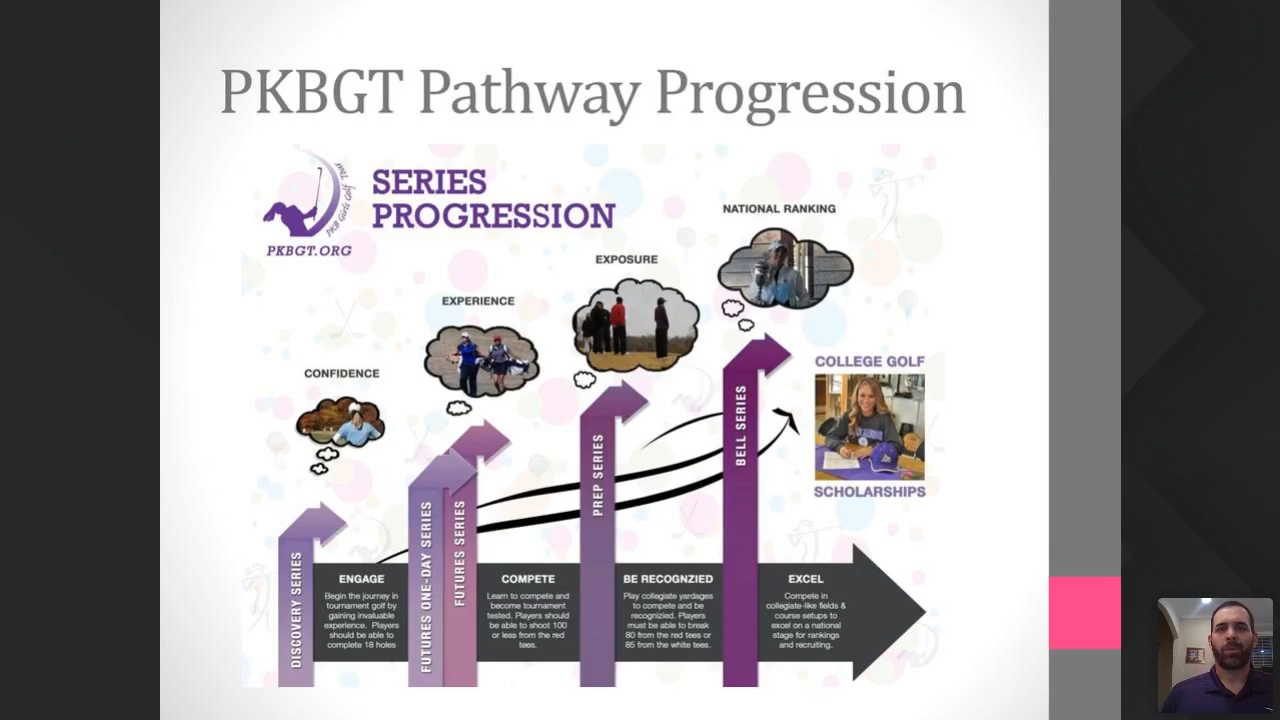 PKBGT Pathway Progression
PKB Girls Golf Tour
PKBGT.ORG
SERIES
PROGRESSION
NATIONAL RANKING
EXPOSURE
EXPERIENCE
CONFIDENCE
COLLEGE GOLF
SCHOLARSHIPS
DISCOVERY SERIES
ENGAGE
Begin the journey in
tournament golf by
gaining invaluable
experience. Players
should be able to
complete 18 holes
FUTURES ONE-DAY SERIES
FUTURES SERIES
COMPETE
Learn to compete and
become tournament
tested. Players should
be able to shoot 100
or less from the red
tees.
PREP SERIES
BE RECOGNZIED
Play collegiate yardages
to compete and be
recognizied. Players
must be able to break
80 from the red tees or
85 from the white tees.
BELL SERIES
EXCEL
Compete in
collegiate-like fields &
course setups to
excel on a national
stage for rankings
and recruiting.